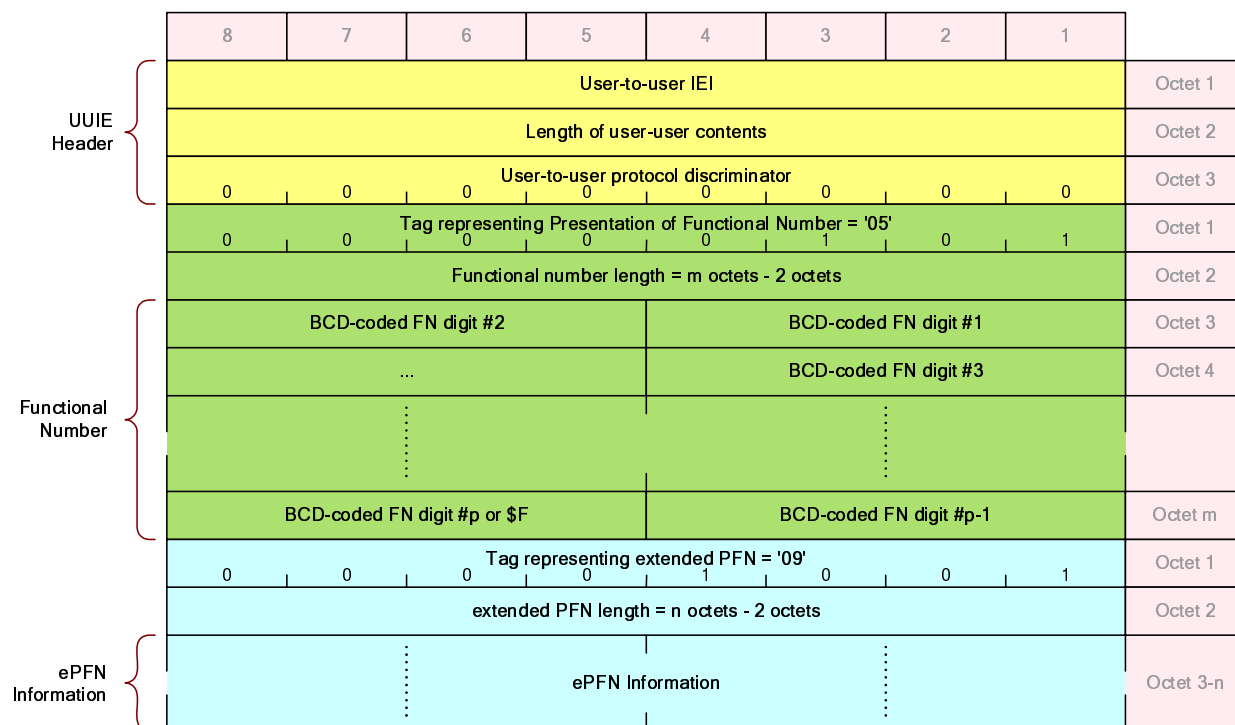 8 7 6 5 4 3 2 1
User-to-user IEI Octet 1
UUIE
Header
Length of user-user contents Octet 2
User-to-user protocol discriminator Octet 3
0 0 0 0 0 0 0 0
Tag representing Presentation of Functional Number = '05' Octet 1
0 0 0 0 0 1 0 1
Functional number length = m octets - 2 octets Octet 2
BCD-coded FN digit #2 BCD-coded FN digit #1 Octet 3
... BCD-coded FN digit #3 Octet 4
Functional
Number
BCD-coded FN digit #p or $F BCD-coded FN digit #p-1 Octet m
Tag representing extended PFN = '09' Octet 1
0 0 0 0 1 0 0 1
extended PFN length = n octets - 2 octets Octet 2
ePFN
Information
ePFN Information Octet 3-n